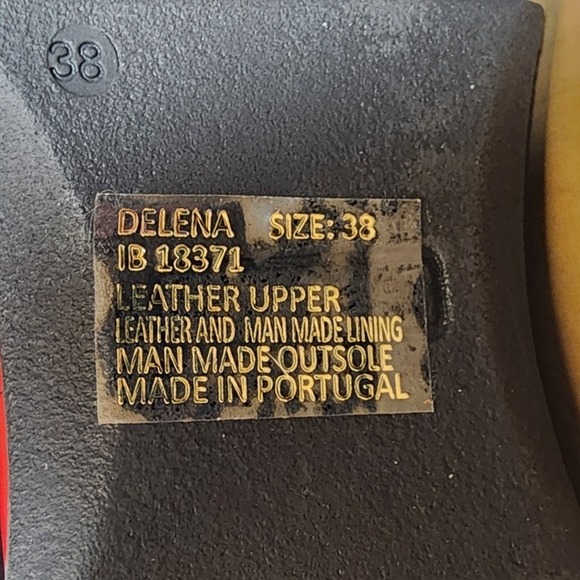 38
DELENA SIZE: 38
IB 18371
LEATHER UPPER
LEATHER AND MAN MADE LINING
MAN MADE OUTSOLE
MADE IN PORTUGAL